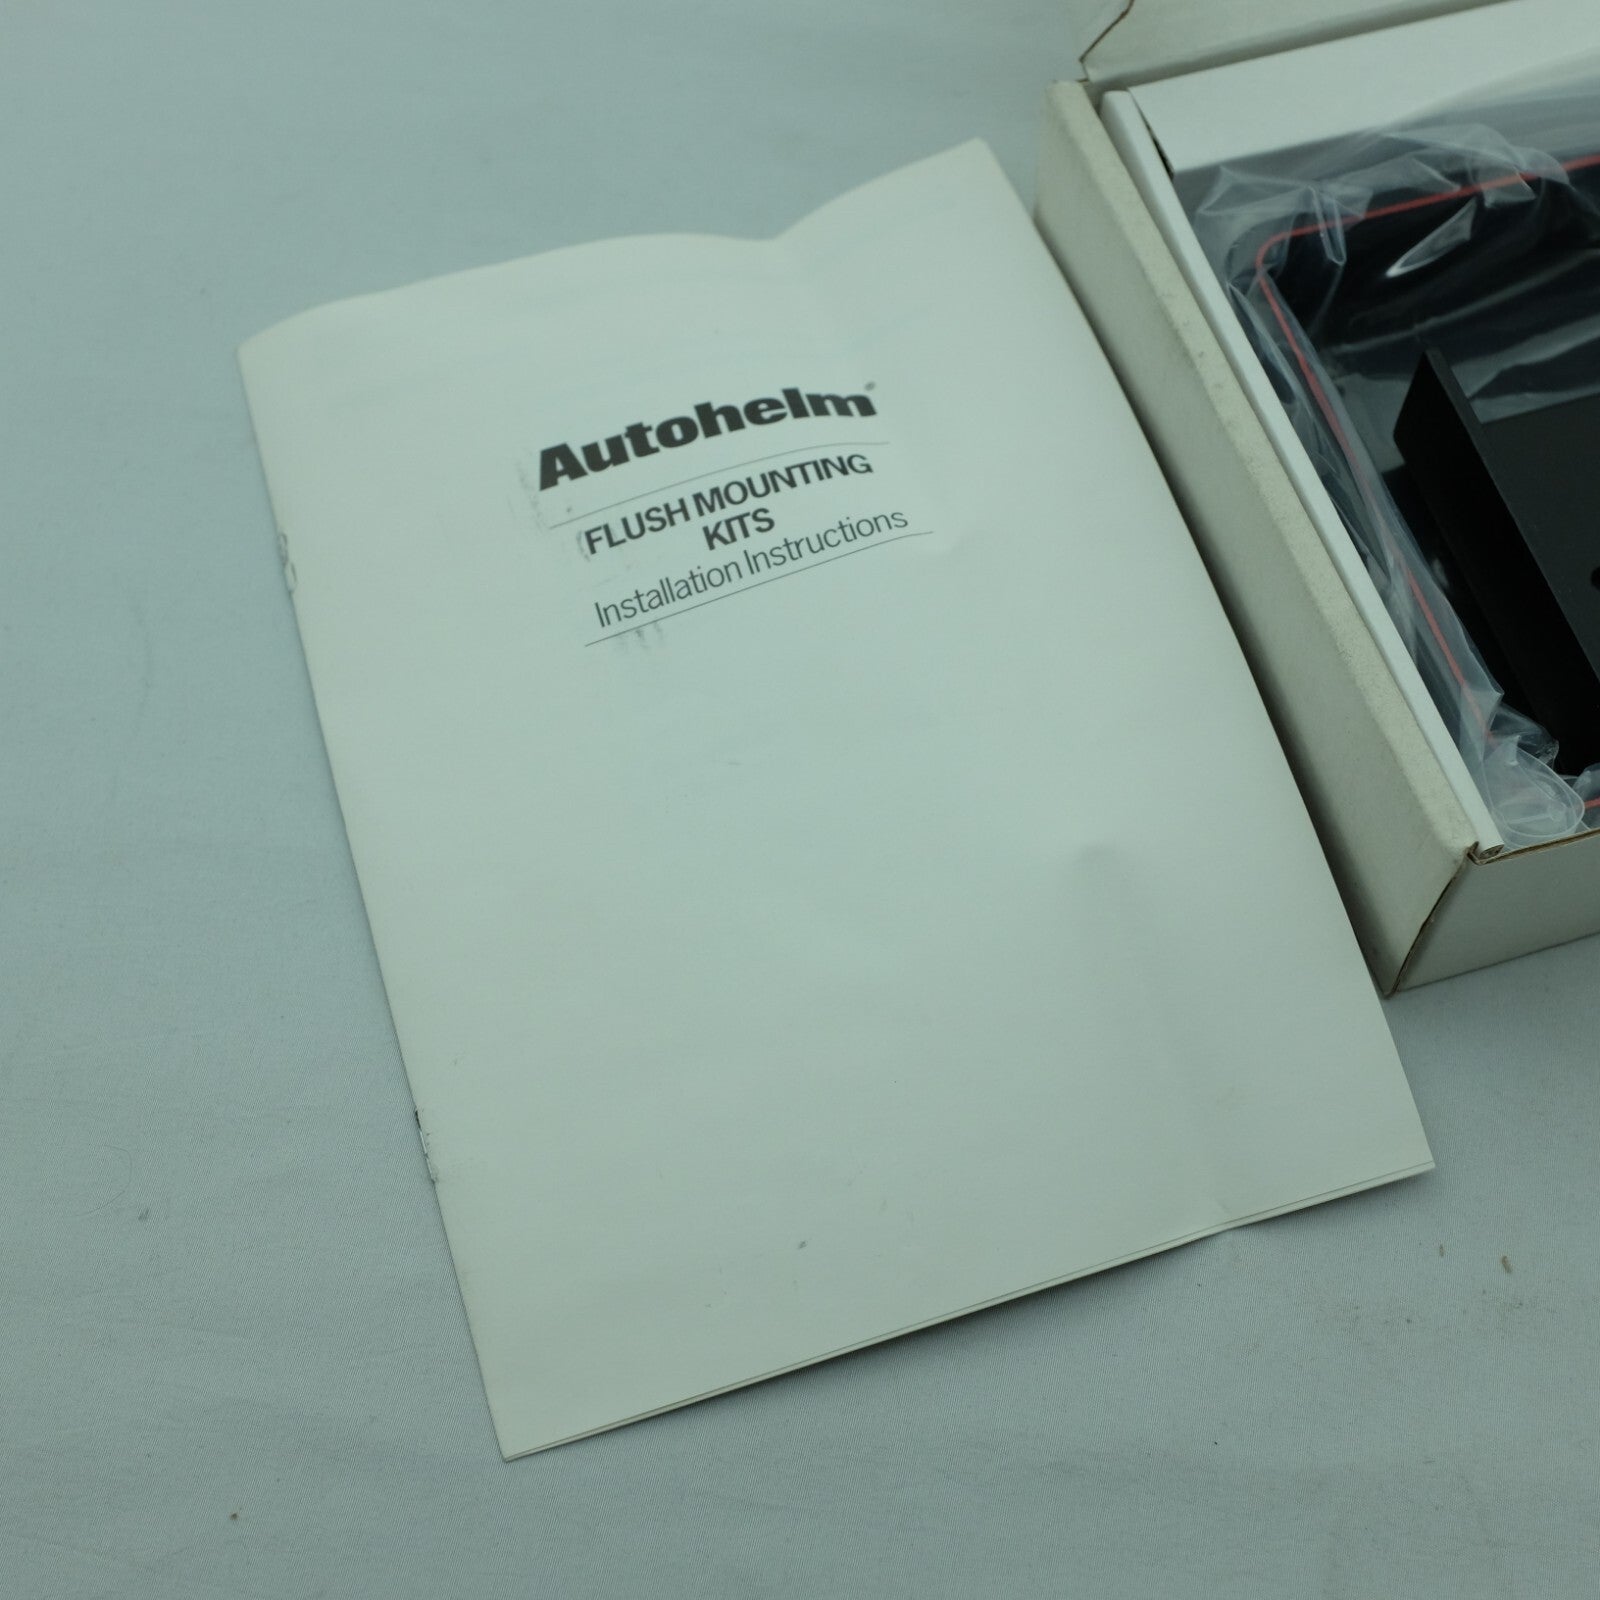 Autohelm®
FLUSH MOUNTING
KITS
Installation Instructions